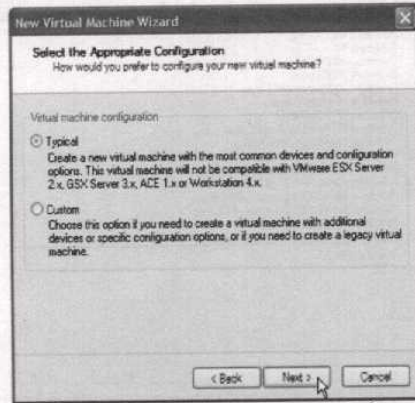 New Virtual Machine Wizard
Select the Appropriate Configuration
How would you prefer to configure your new virtual machine?
Virtual machine configuration
Typical
Create a new virtual machine with the most common devices and configuration
options. This virtual machine will not be compatible with VMware ESX Server
2.x, GSX Server 3.x, ACE 1.x or Workstation 4.x.
Custom
Choose this option if you need to create a virtual machine with additional
devices or specific configuration options, or if you need to create a legacy virtual
machine.
< Back Next > Cancel